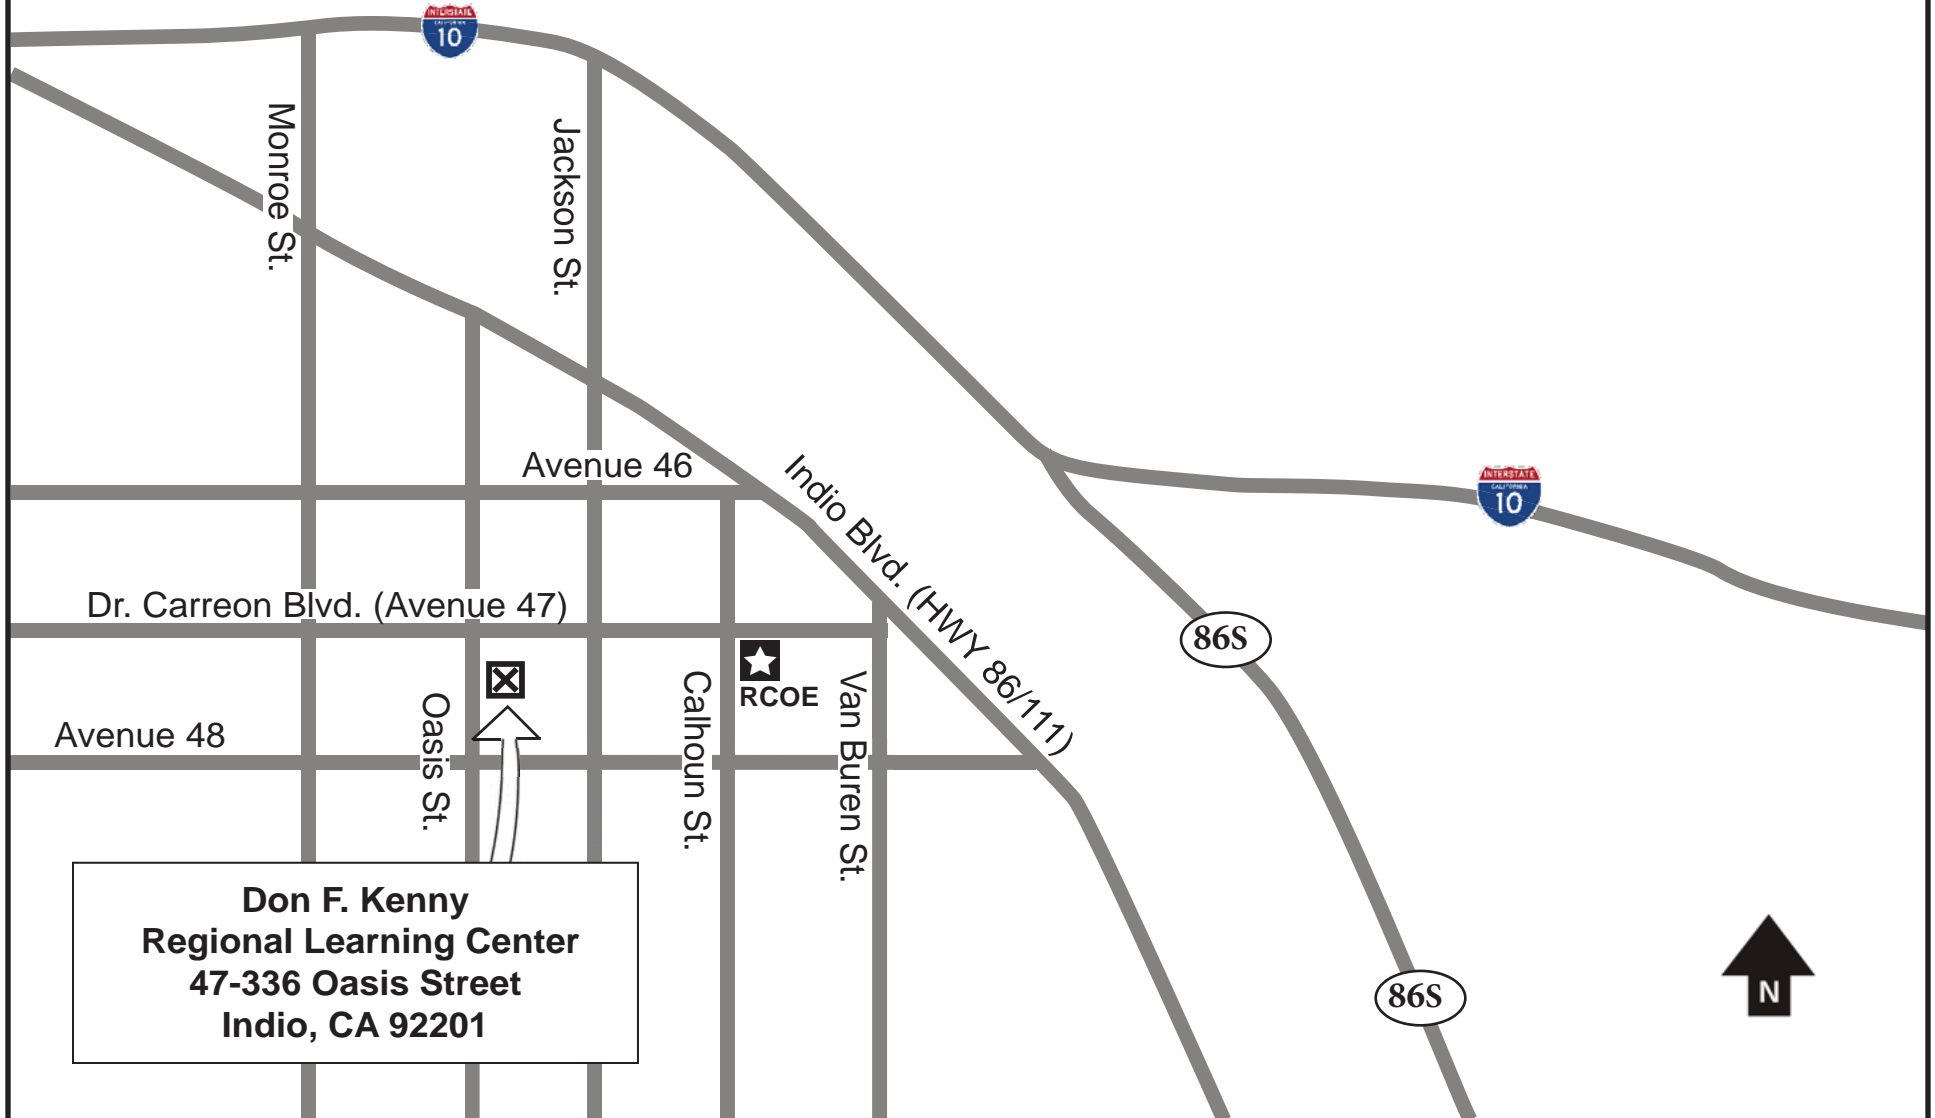 INTERSTATE
CALIFORNIA
10
Monroe St.
Jackson St.
Avenue 46
Indio Blvd. (HWY 86/111)
INTERSTATE
CALIFORNIA
10
Dr. Carreon Blvd. (Avenue 47)
86S
RCOE
Oasis St.
Calhoun St.
Van Buren St.
Avenue 48
Don F. Kenny
Regional Learning Center
47-336 Oasis Street
Indio, CA 92201
86S
N